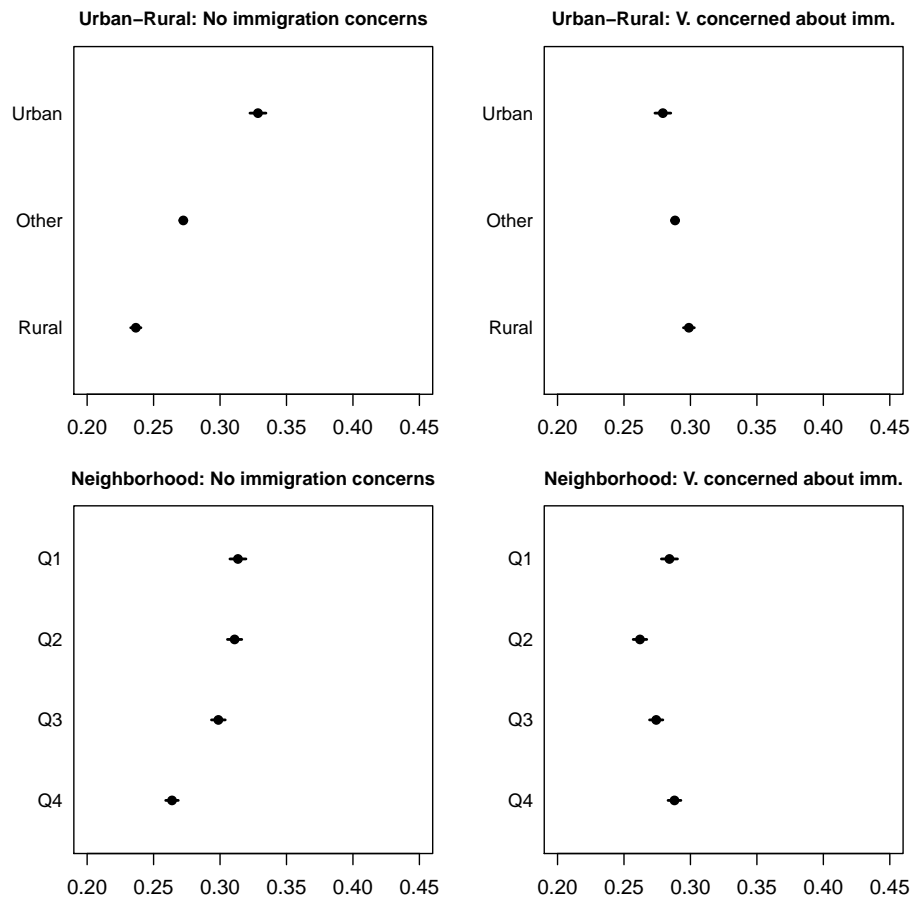 Urban−Rural: No immigration concerns
Urban
Other
Rural
0.20 0.25 0.30 0.35 0.40 0.45
Urban−Rural: V. concerned about imm.
Urban
Other
Rural
0.20 0.25 0.30 0.35 0.40 0.45
Neighborhood: No immigration concerns
Q1
Q2
Q3
Q4
0.20 0.25 0.30 0.35 0.40 0.45
Neighborhood: V. concerned about imm.
Q1
Q2
Q3
Q4
0.20 0.25 0.30 0.35 0.40 0.45